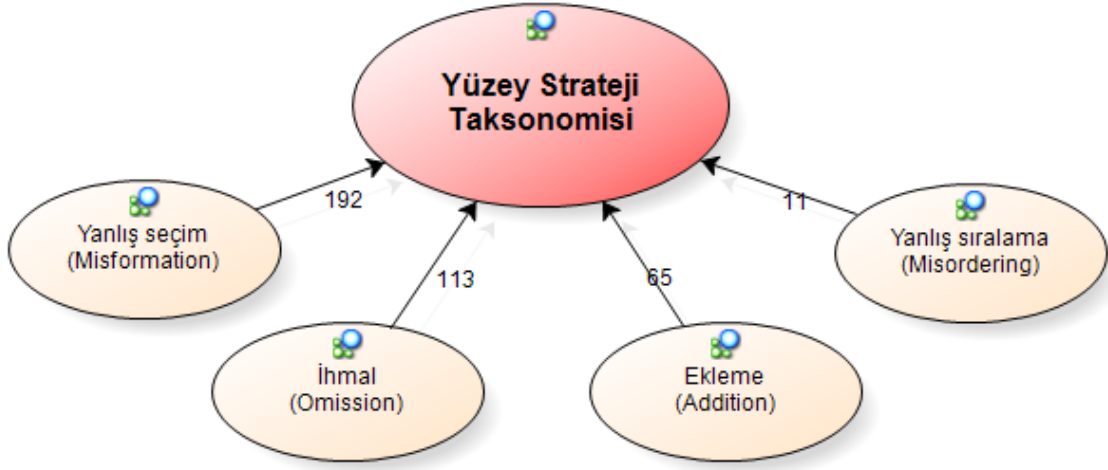 Yüzey Strateji
Taksonomisi
192
11
Yanlış seçim
(Misformation)
Yanlış sıralama
(Misordering)
113
65
İhmal
(Omission)
Ekleme
(Addition)